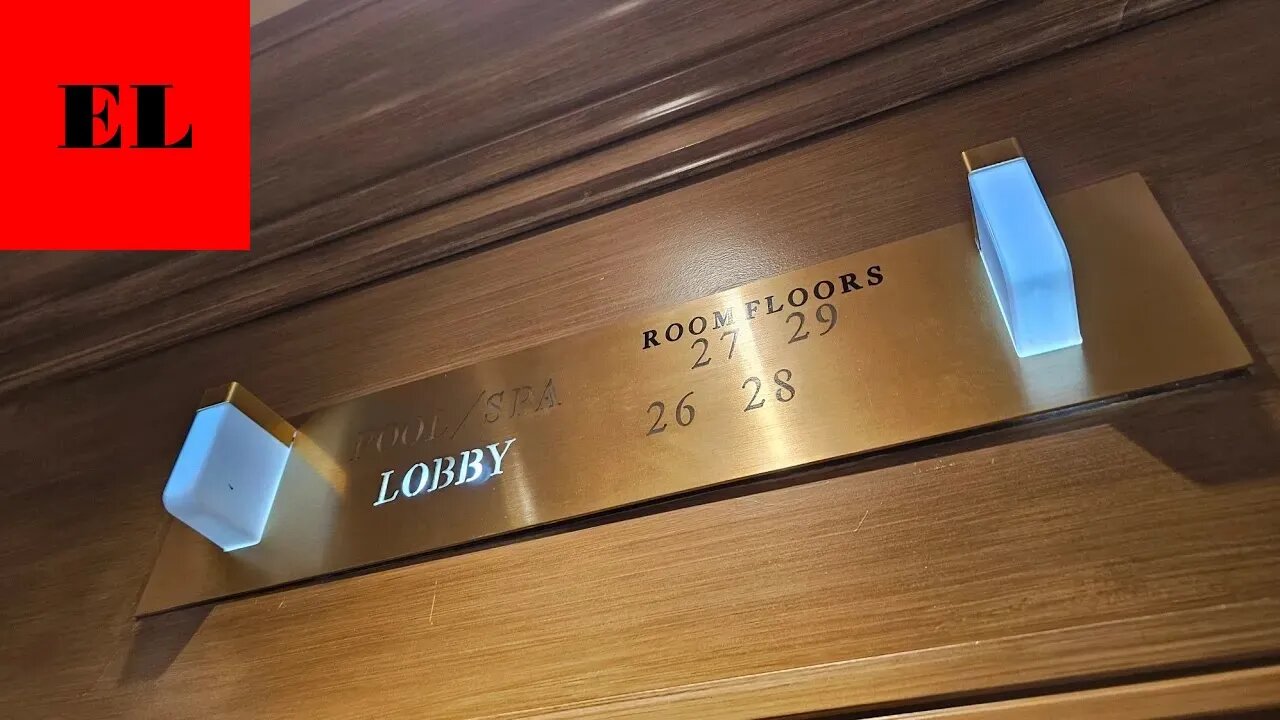 EL
ROOM FLOORS
27 29
POOL/SPA
26 28
LOBBY